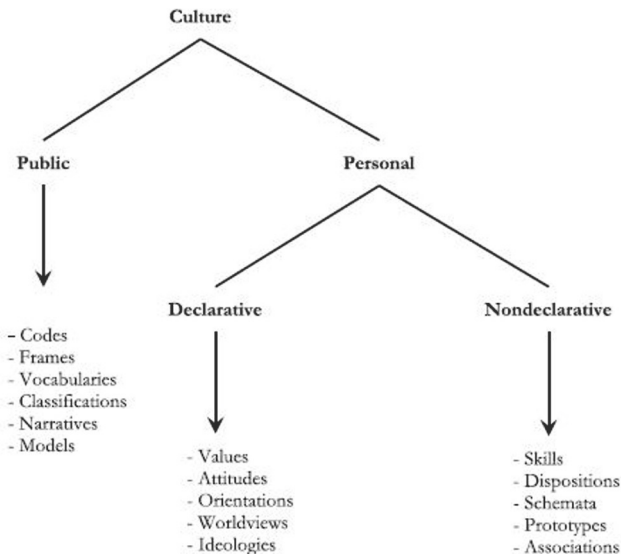 Culture
Public
Personal
Declarative
Nondeclarative
- Codes
- Frames
- Vocabularies
- Classifications
- Narratives
- Models
- Values
- Attitudes
- Orientations
- Worldviews
- Ideologies
- Skills
- Dispositions
- Schemata
- Prototypes
- Associations